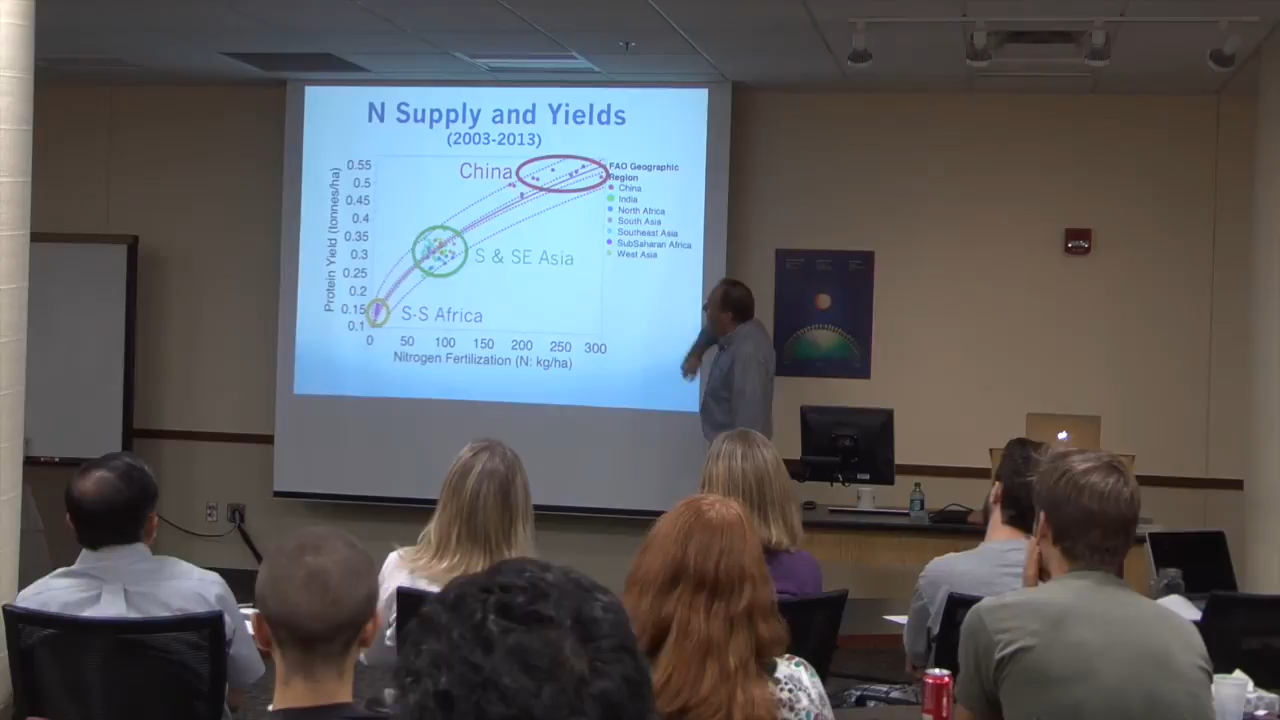 N Supply and Yields
(2003-2013)
Protein Yield (tonnes/ha)
0.55
0.5
0.45
0.4
0.35
0.3
0.25
0.2
0.15
0.1
China
S & SE Asia
S-S Africa
0 50 100 150 200 250 300
Nitrogen Fertilization (N: kg/ha)
FAO Geographic
Region
China
India
North Africa
South Asia
Southeast Asia
SubSaharan Africa
West Asia